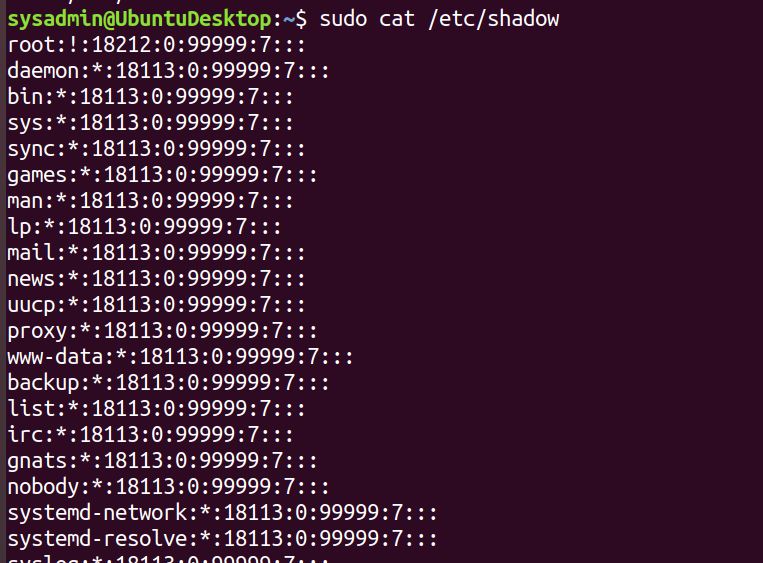 sysadmin@UbuntuDesktop:~$ sudo cat /etc/shadow
root:!:18212:0:99999:7:::
daemon:*:18113:0:99999:7:::
bin:*:18113:0:99999:7:::
sys:*:18113:0:99999:7:::
sync:*:18113:0:99999:7:::
games:*:18113:0:99999:7:::
man:*:18113:0:99999:7:::
lp:*:18113:0:99999:7:::
mail:*:18113:0:99999:7:::
news:*:18113:0:99999:7:::
uucp:*:18113:0:99999:7:::
proxy:*:18113:0:99999:7:::
www-data:*:18113:0:99999:7:::
backup:*:18113:0:99999:7:::
list:*:18113:0:99999:7:::
irc:*:18113:0:99999:7:::
gnats:*:18113:0:99999:7:::
nobody:*:18113:0:99999:7:::
systemd-network:*:18113:0:99999:7:::
systemd-resolve:*:18113:0:99999:7:::